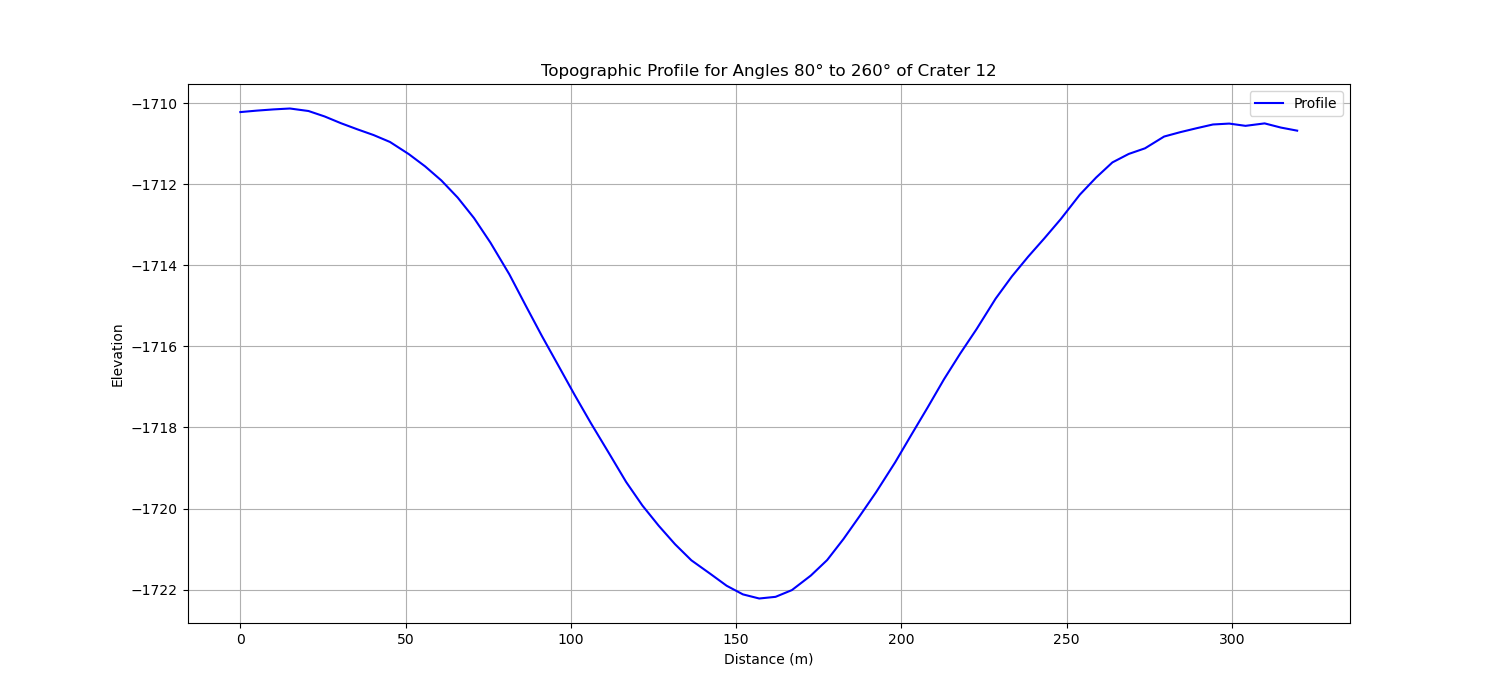 Topographic Profile for Angles 80° to 260° of Crater 12
Profile
Elevation
−1710
−1712
−1714
−1716
−1718
−1720
−1722
0 50 100 150 200 250 300
Distance (m)